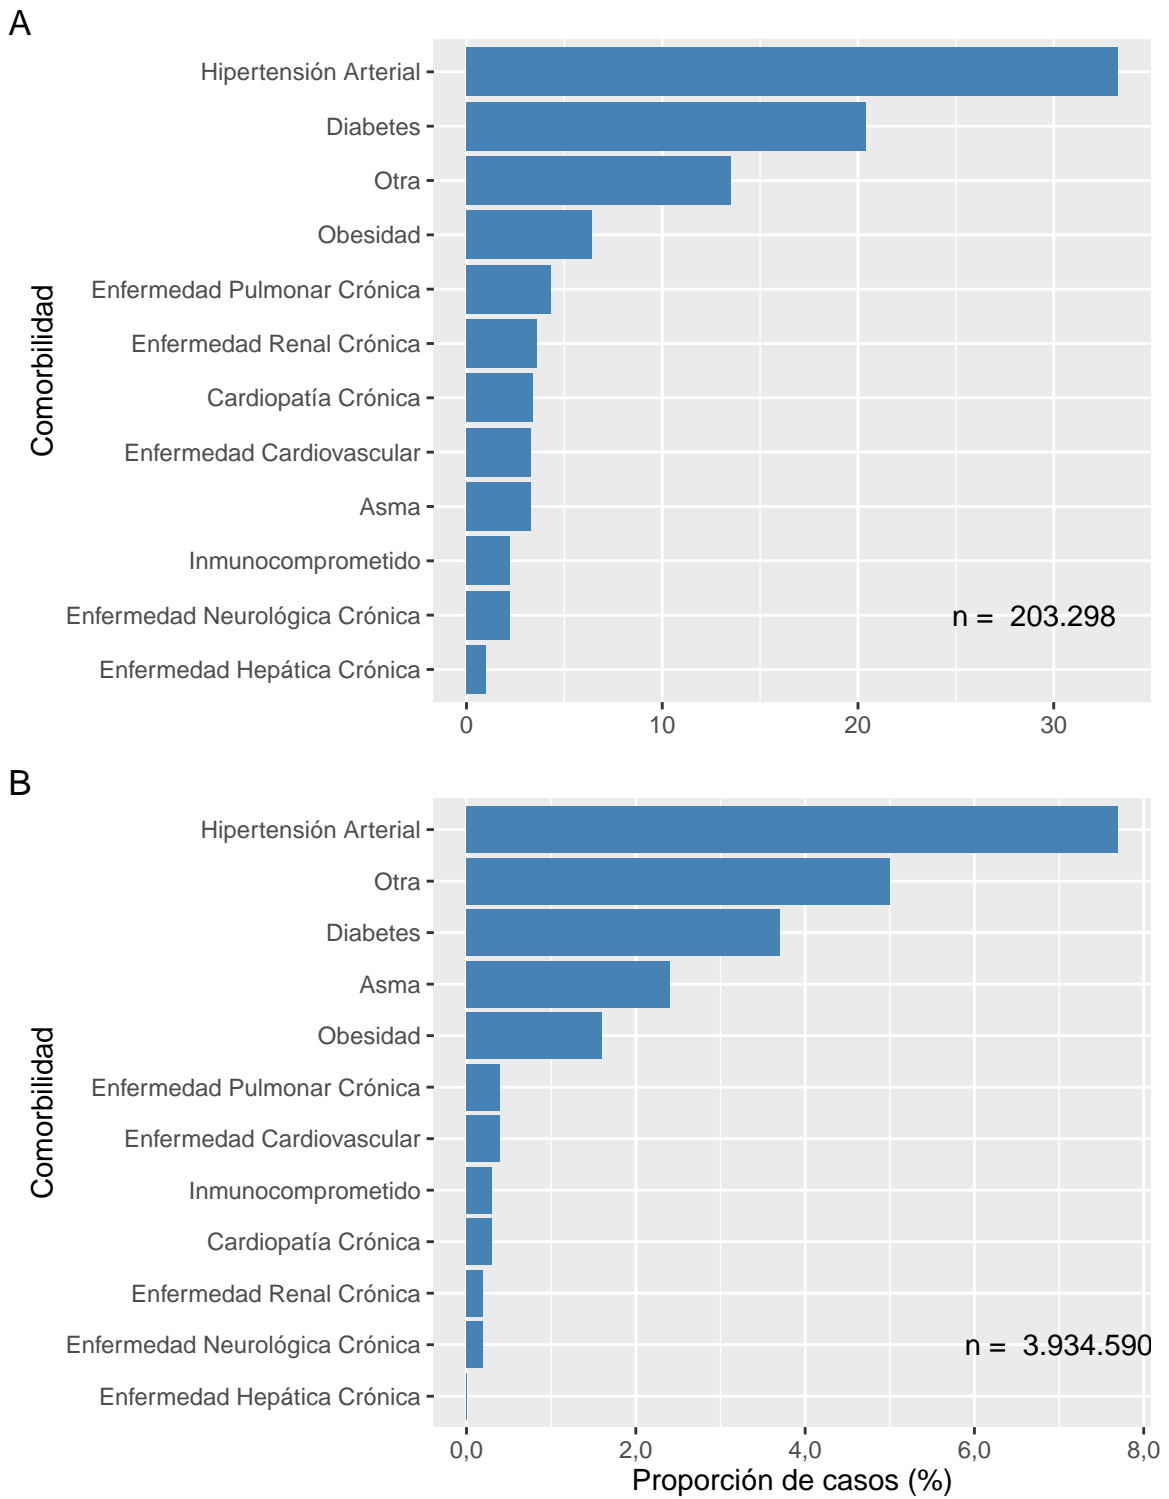 A
Hipertensión Arterial
Diabetes
Otra
Obesidad
Enfermedad Pulmonar Crónica
Enfermedad Renal Crónica
Cardiopatía Crónica
Enfermedad Cardiovascular
Asma
Inmunocomprometido
Enfermedad Neurológica Crónica
Enfermedad Hepática Crónica
Comorbilidad
n = 203.298
0 10 20 30
B
Hipertensión Arterial
Otra
Diabetes
Asma
Obesidad
Enfermedad Pulmonar Crónica
Enfermedad Cardiovascular
Inmunocomprometido
Cardiopatía Crónica
Enfermedad Renal Crónica
Enfermedad Neurológica Crónica
Enfermedad Hepática Crónica
Comorbilidad
n = 3.934.590
0,0 2,0 4,0 6,0 8,0
Proporción de casos (%)